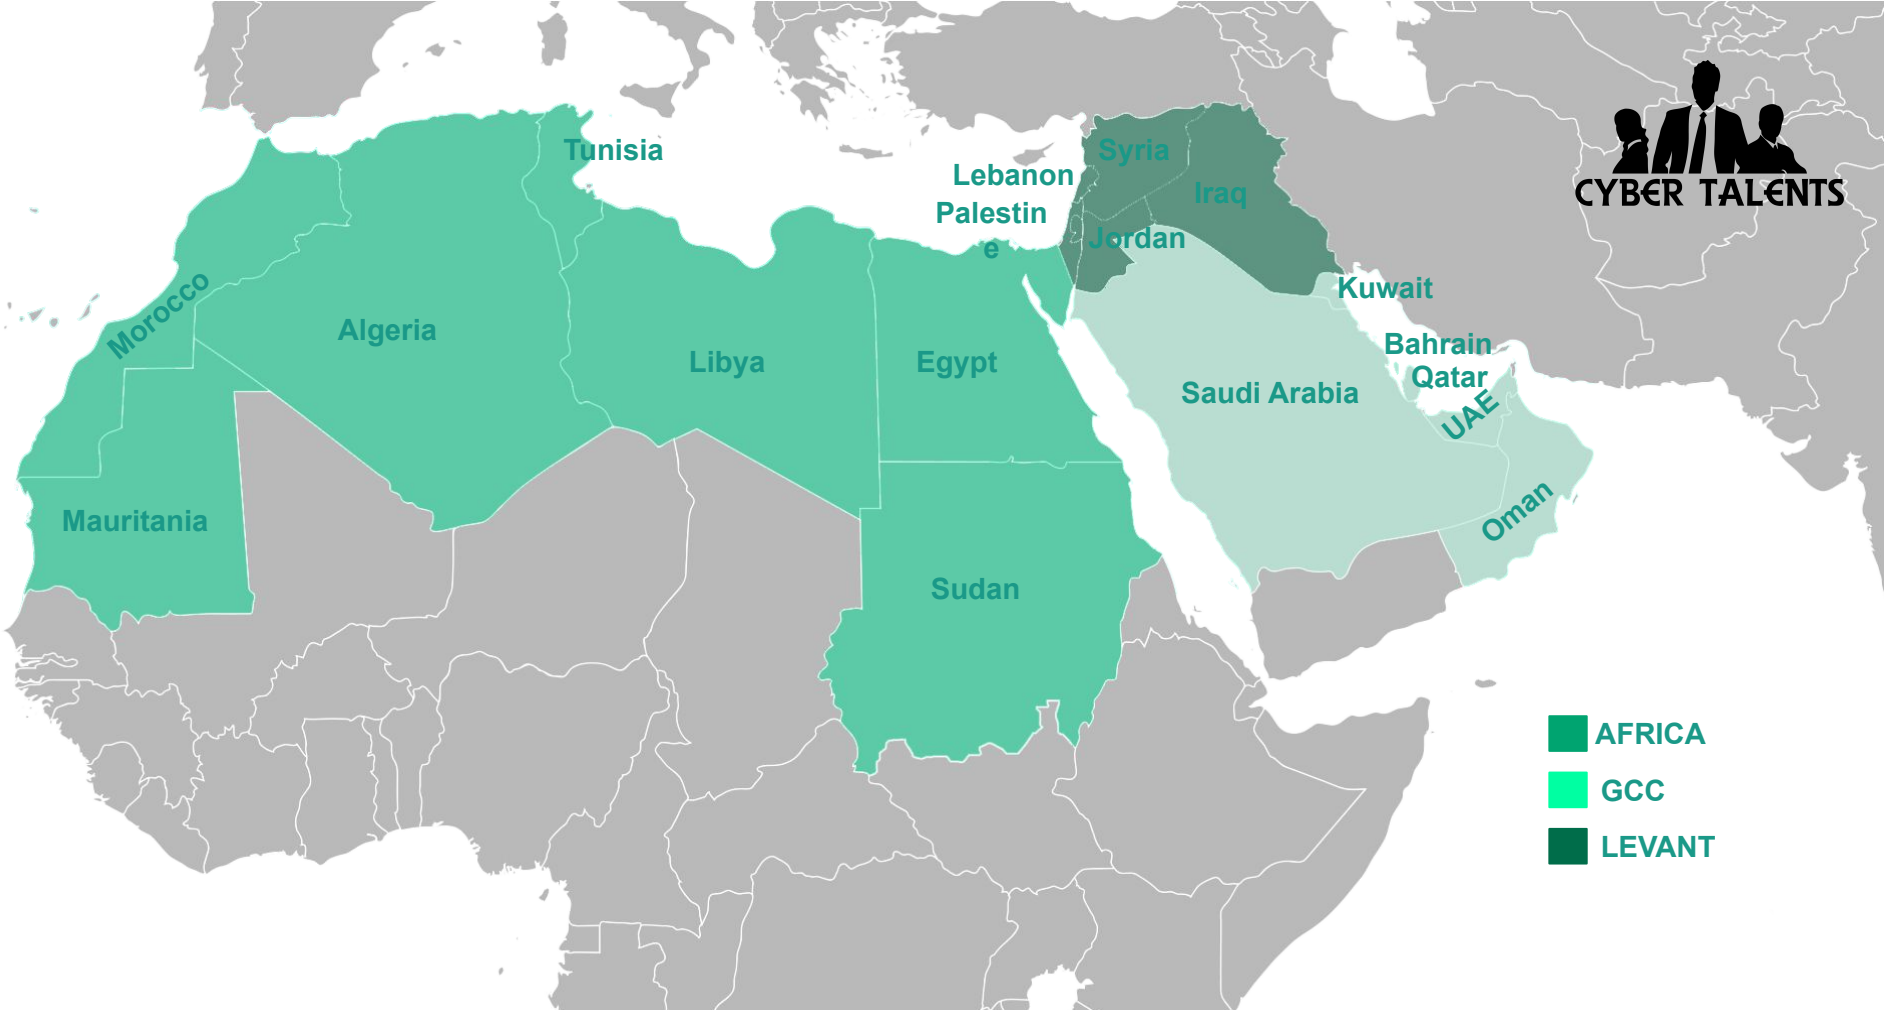 Tunisia
Syria
CYBER TALENTS
Lebanon
Iraq
Palestin
e
Jordan
Morocco
Kuwait
Algeria
Bahrain
Libya
Egypt
Qatar
Saudi Arabia
UAE
Mauritania
Oman
Sudan
AFRICA
GCC
LEVANT